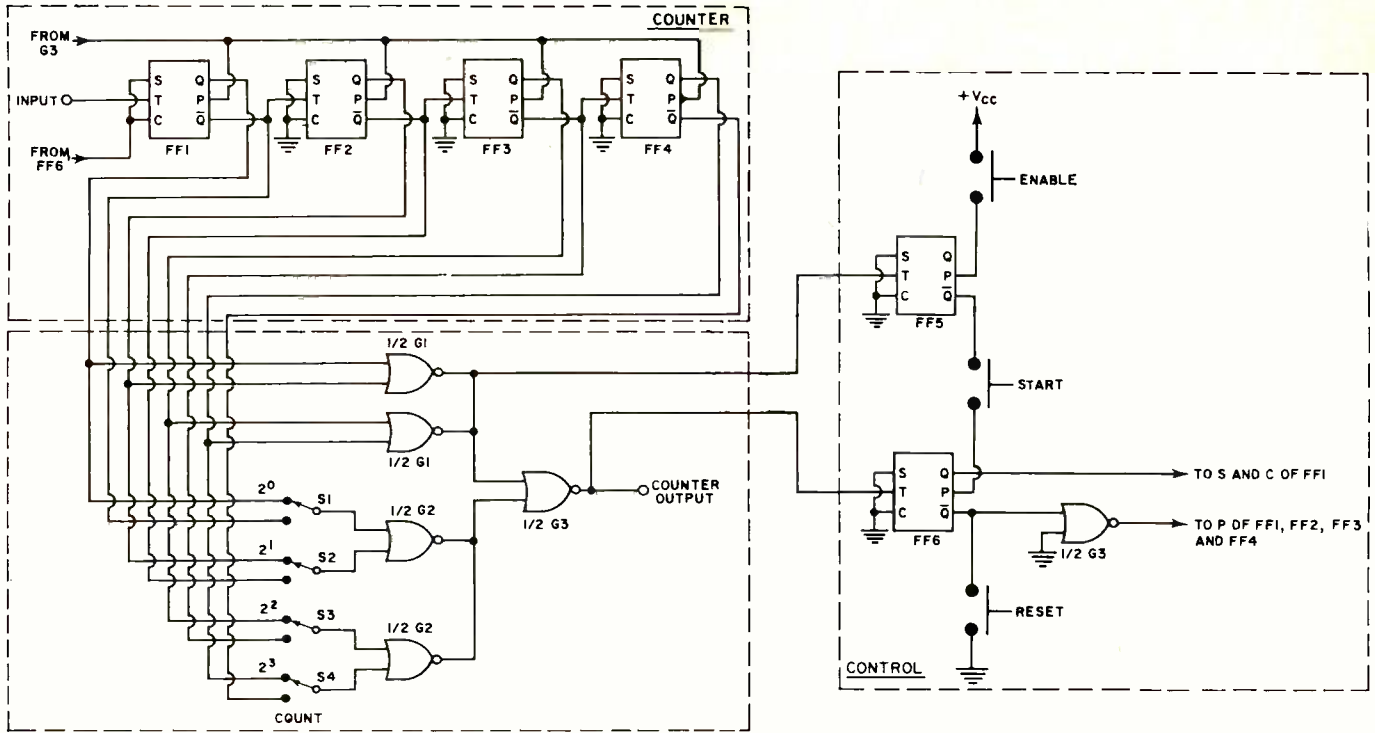 COUNTER
FROM
G3
INPUT
FROM
FF6
S
T
C
Q
P
Q̅
FF1
S
T
C
Q
P
Q̅
FF2
S
T
C
Q
P
Q̅
FF3
S
T
C
Q
P
Q̅
FF4
1/2 G1
1/2 G1
2⁰
S1
2¹
S2
1/2 G2
2²
S3
2³
S4
1/2 G2
COUNT
1/2 G3
COUNTER
OUTPUT
+VCC
ENABLE
S
T
C
Q
P
Q̅
FF5
START
S
T
C
Q
P
Q̅
FF6
TO S AND C OF FF1
1/2 G3
TO P OF FF1, FF2, FF3
AND FF4
RESET
CONTROL